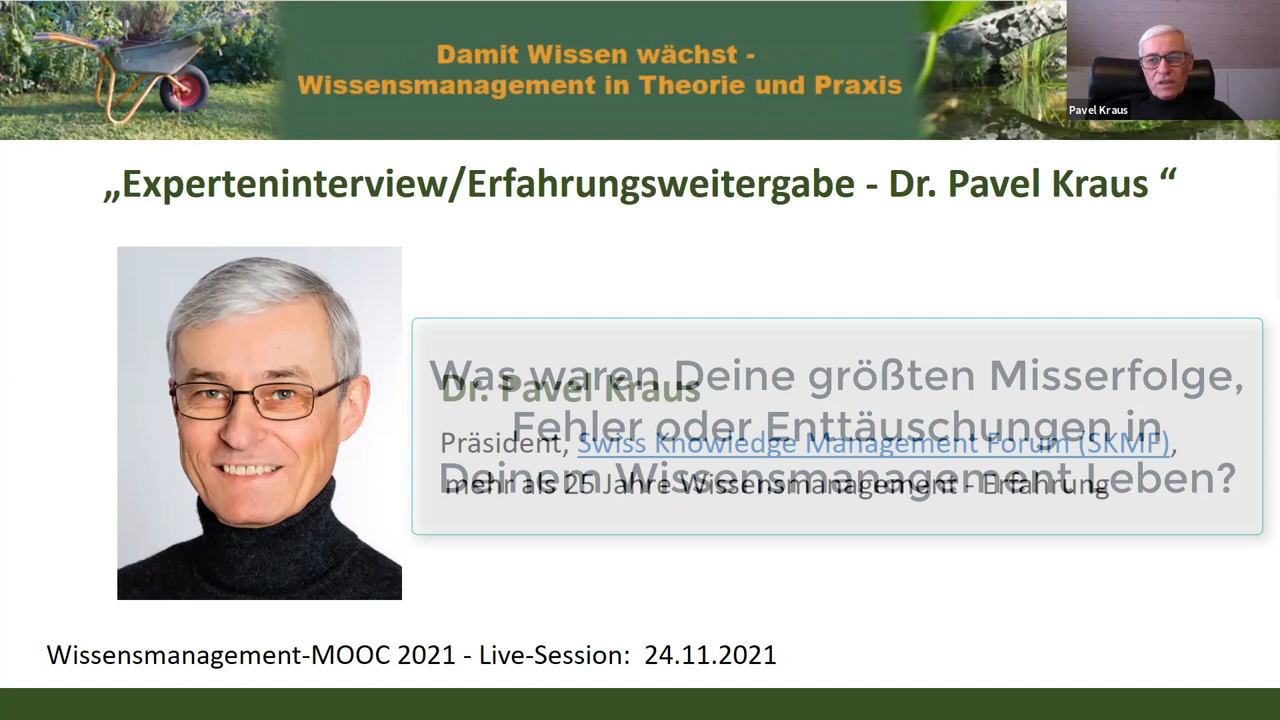 Damit Wissen wächst -
Wissensmanagement in Theorie und Praxis
Pavel Kraus
„Experteninterview/Erfahrungsweitergabe - Dr. Pavel Kraus “
Was waren Deine größten Misserfolge,
Fehler oder Enttäuschungen in
Deinem Wissensmanagement Leben?
Dr. Pavel Kraus
Präsident, Swiss Knowledge Management Forum (SKMF),
mehr als 25 Jahre Wissensmanagement - Erfahrung
Wissensmanagement-MOOC 2021 - Live-Session: 24.11.2021